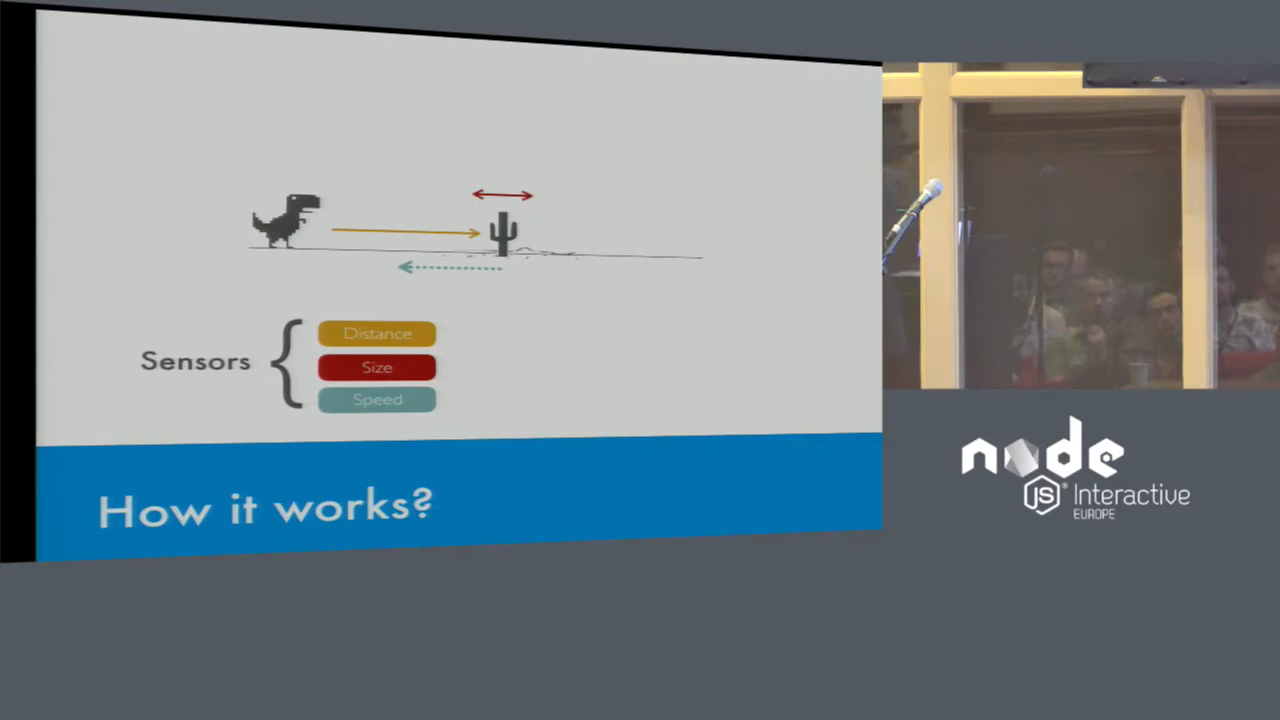 Sensors
Distance
Size
Speed
How it works?
node
JS® Interactive
EUROPE